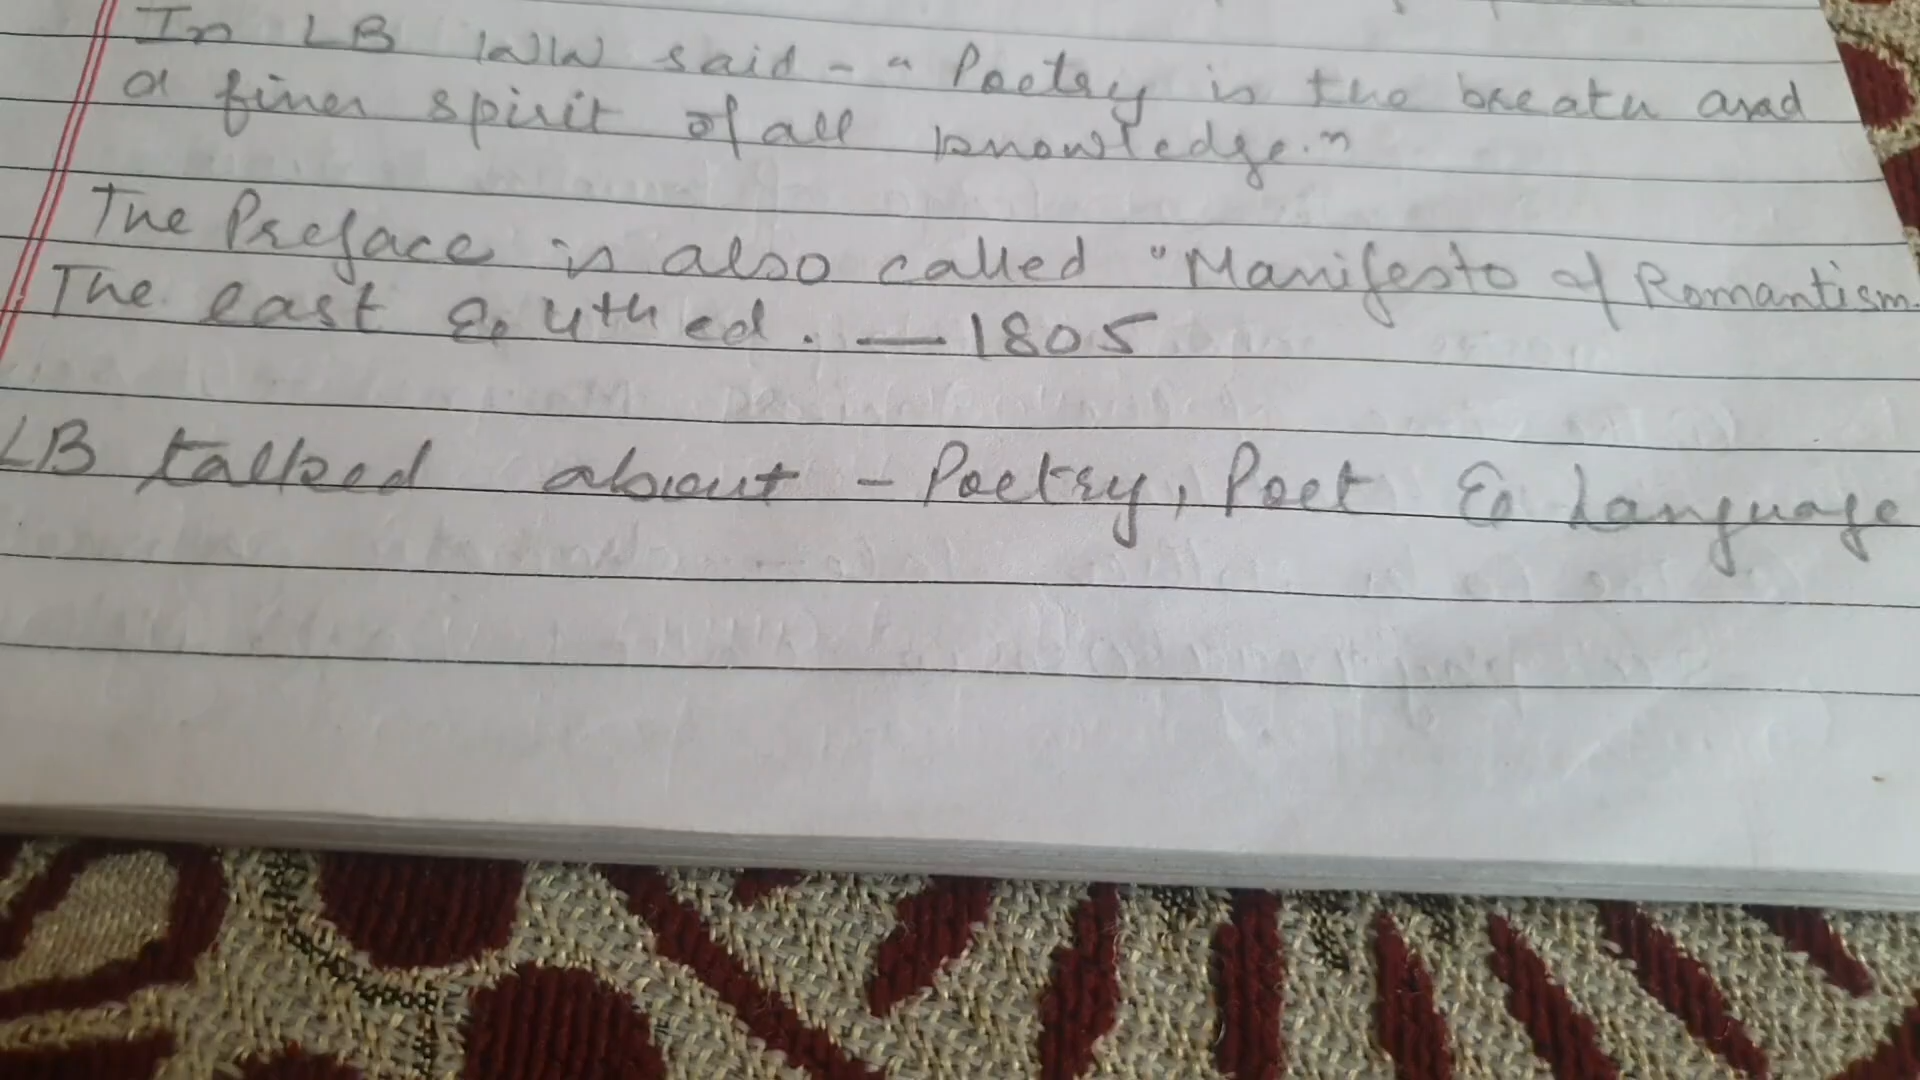 In LB WW said - "Poetry is the breath and
a finer spirit of all knowledge."
The Preface is also called "Manifesto of Romantism
The last & 4th ed. — 1805
LB talked about - Poetry, Poet & Language